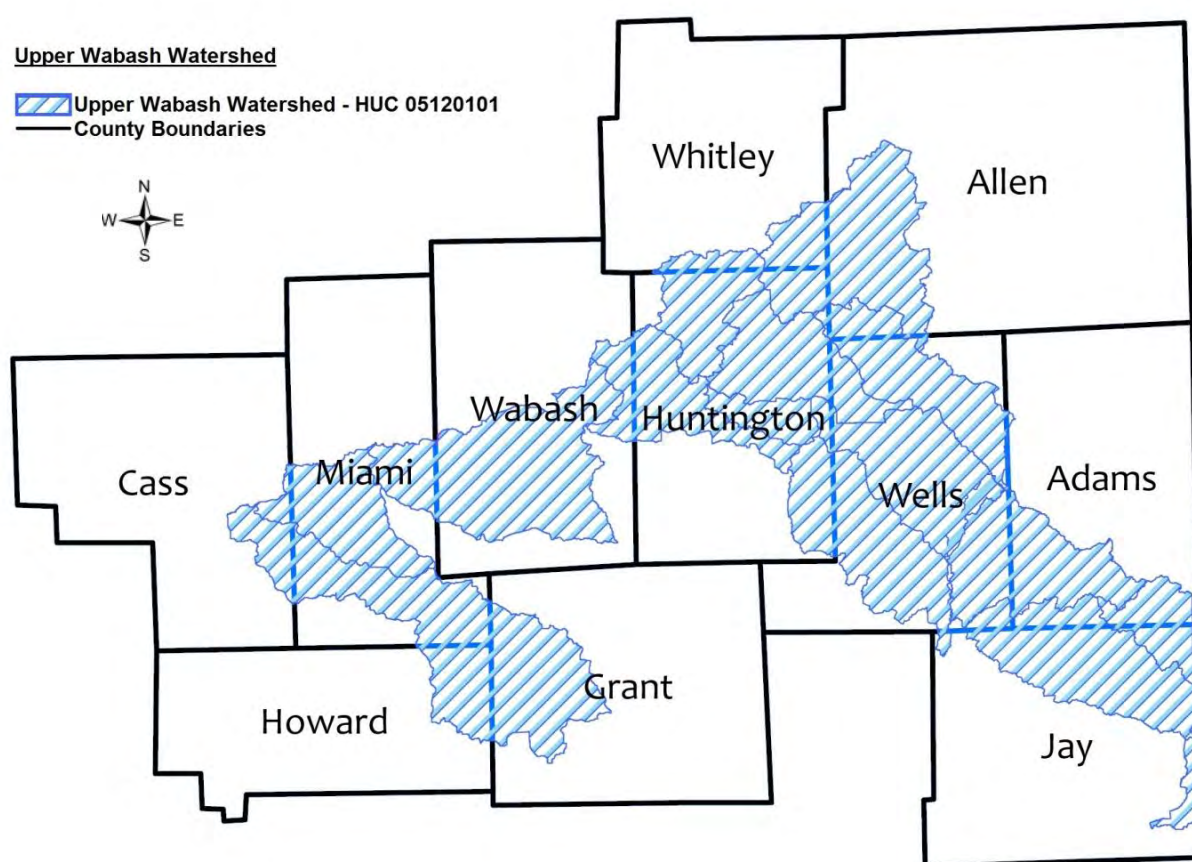 Upper Wabash Watershed
Upper Wabash Watershed - HUC 05120101
County Boundaries
N
W E
S
Whitley
Allen
Wabash
Huntington
Miami
Cass
Wells
Adams
Grant
Howard
Jay